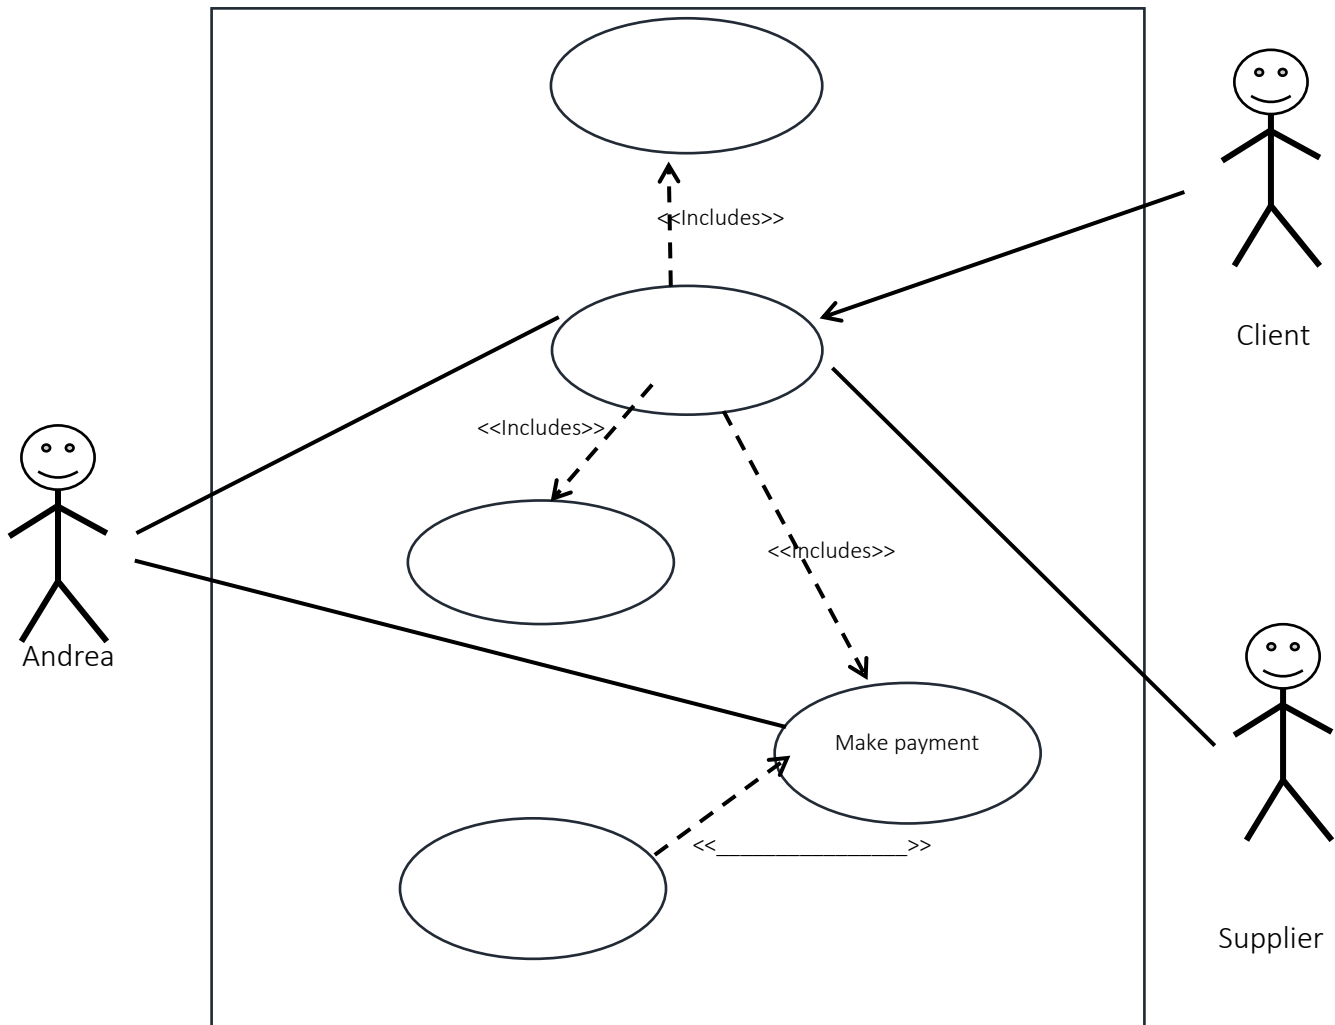 <<Includes>>
Client
<<Includes>>
<<Includes>>
Andrea
Make payment
<<________________>>
Supplier